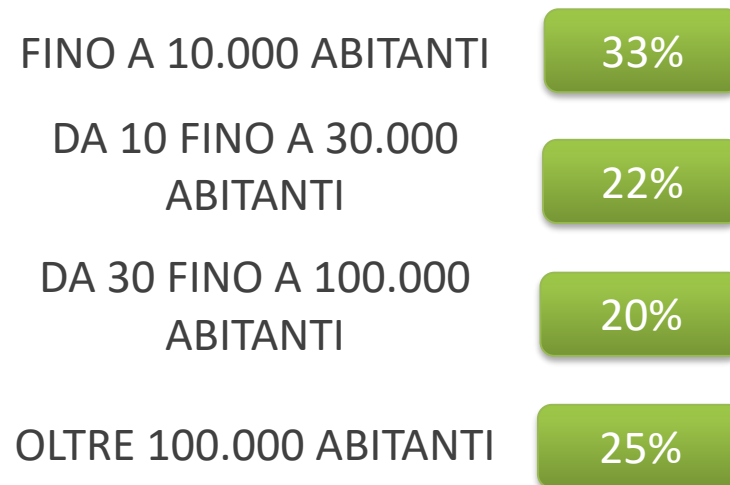 FINO A 10.000 ABITANTI 33%
DA 10 FINO A 30.000
ABITANTI 22%
DA 30 FINO A 100.000
ABITANTI 20%
OLTRE 100.000 ABITANTI 25%